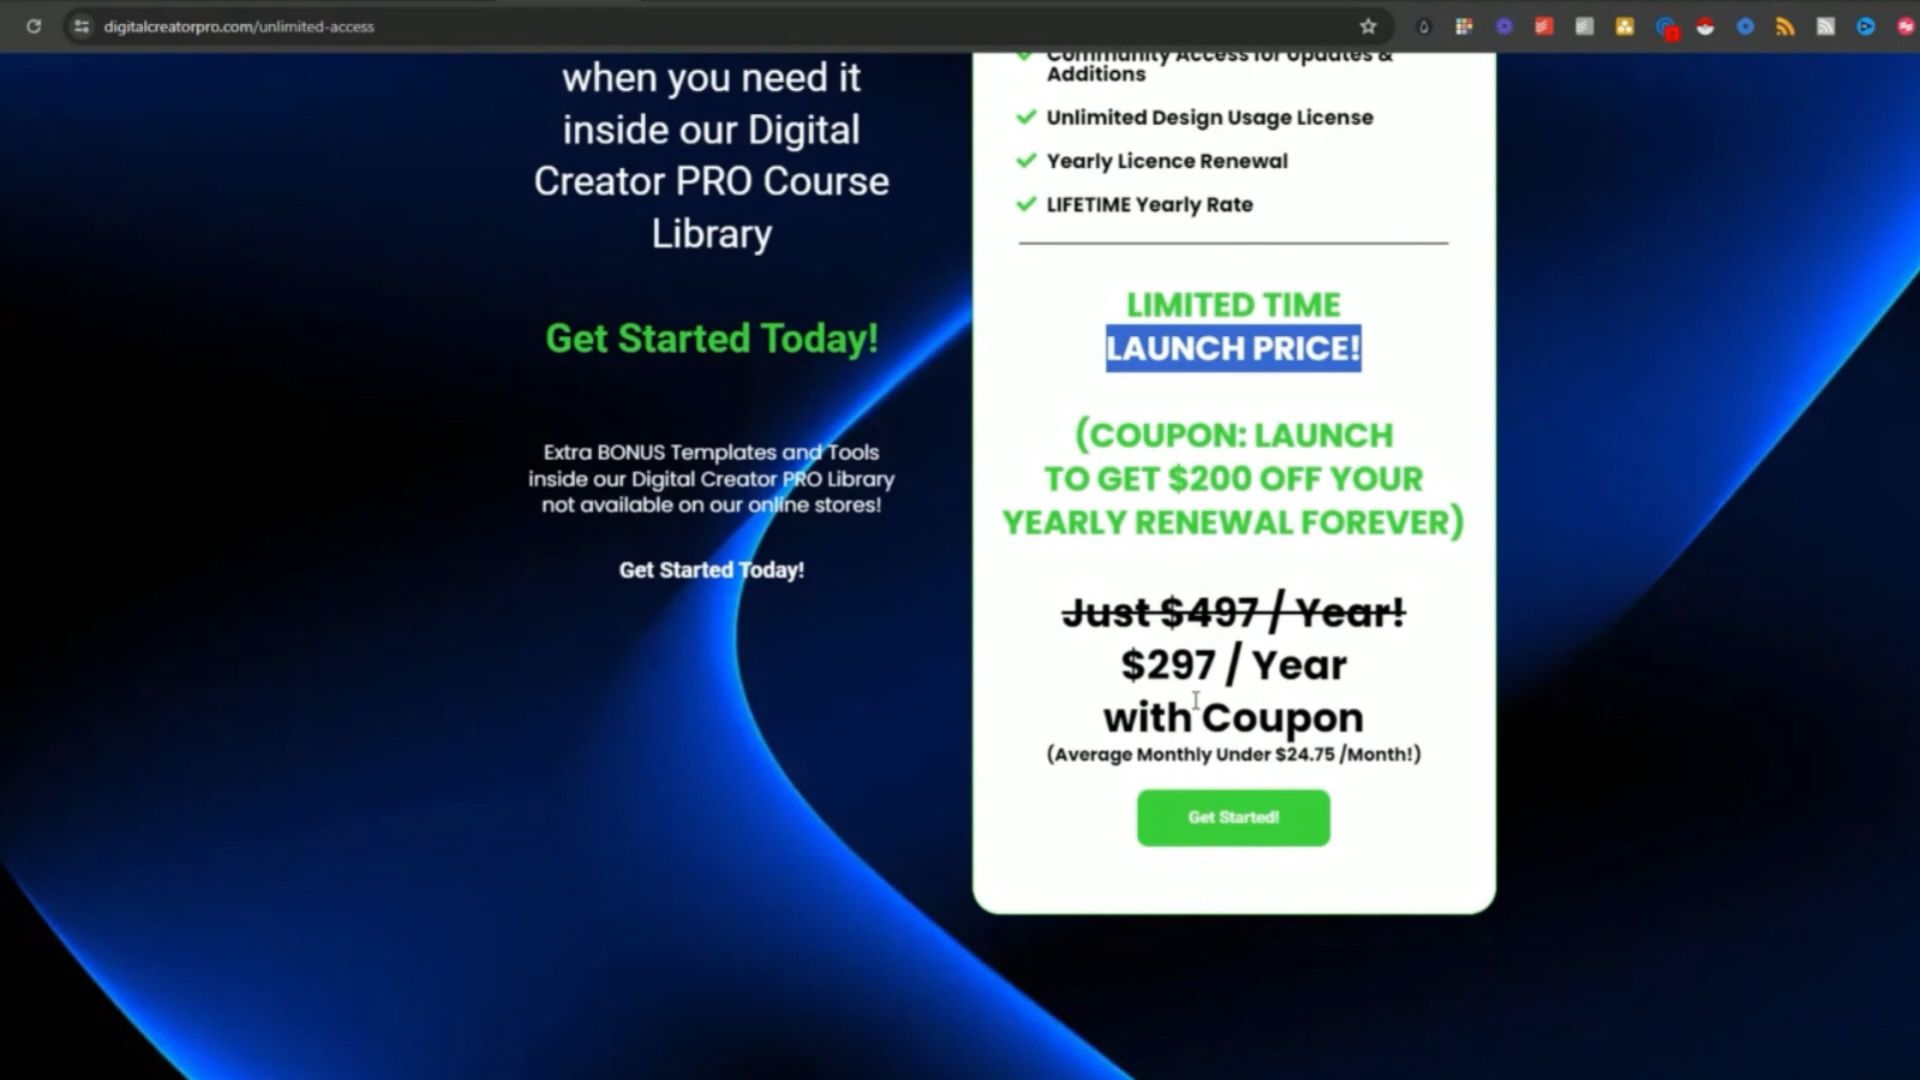 digitalcreatorpro.com/unlimited-access
when you need it
inside our Digital
Creator PRO Course
Library
Get Started Today!
Extra BONUS Templates and Tools
inside our Digital Creator PRO Library
not available on our online stores!
Get Started Today!
Community Access for Updates &
Additions
Unlimited Design Usage License
Yearly Licence Renewal
LIFETIME Yearly Rate
LIMITED TIME
LAUNCH PRICE!
(COUPON: LAUNCH
TO GET $200 OFF YOUR
YEARLY RENEWAL FOREVER)
Just $497 / Year!
$297 / Year
with Coupon
(Average Monthly Under $24.75 /Month!)
Get Started!